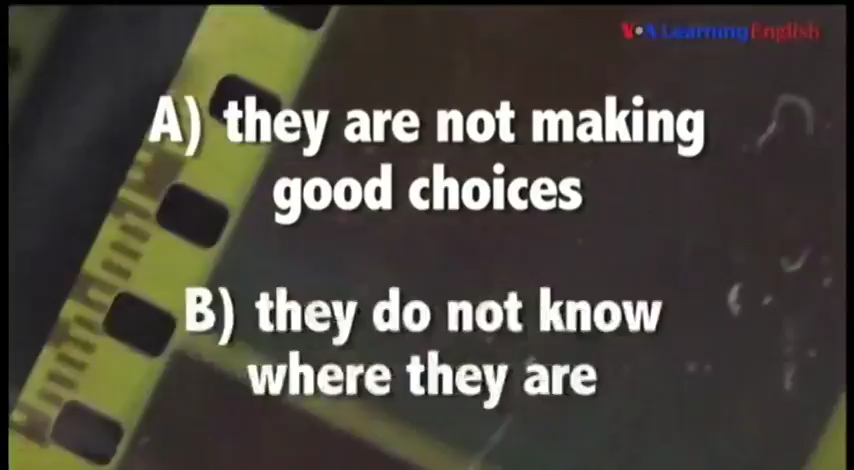 VOA Learning English
A) they are not making
good choices
B) they do not know
where they are